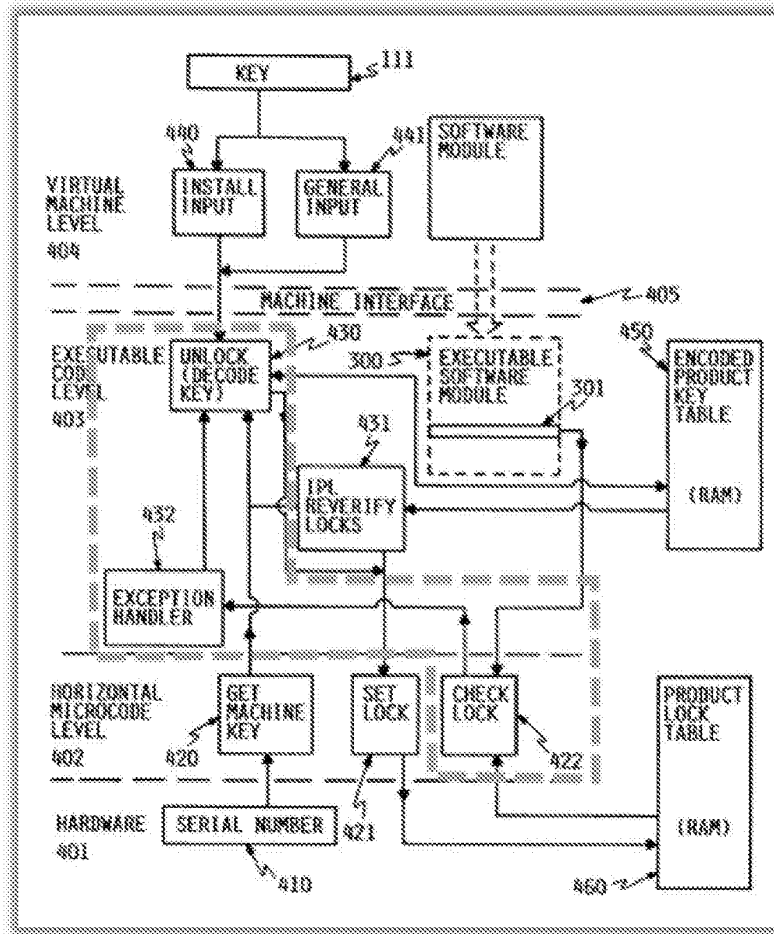 KEY
111
440
441
SOFTWARE
MODULE
VIRTUAL
MACHINE
LEVEL
404
INSTALL
INPUT
GENERAL
INPUT
MACHINE INTERFACE
405
EXECUTABLE
CODE
LEVEL
403
UNLOCK
(DECODE
KEY)
430
300
EXECUTABLE
SOFTWARE
MODULE
301
450
ENCODED
PRODUCT
KEY
TABLE
(RAM)
431
IPL
REVERIFY
LOCKS
432
EXCEPTION
HANDLER
HORIZONTAL
MICROCODE
LEVEL
402
GET
MACHINE
KEY
420
SET
LOCK
421
CHECK
LOCK
422
PRODUCT
LOCK
TABLE
(RAM)
460
HARDWARE
401
SERIAL NUMBER
410